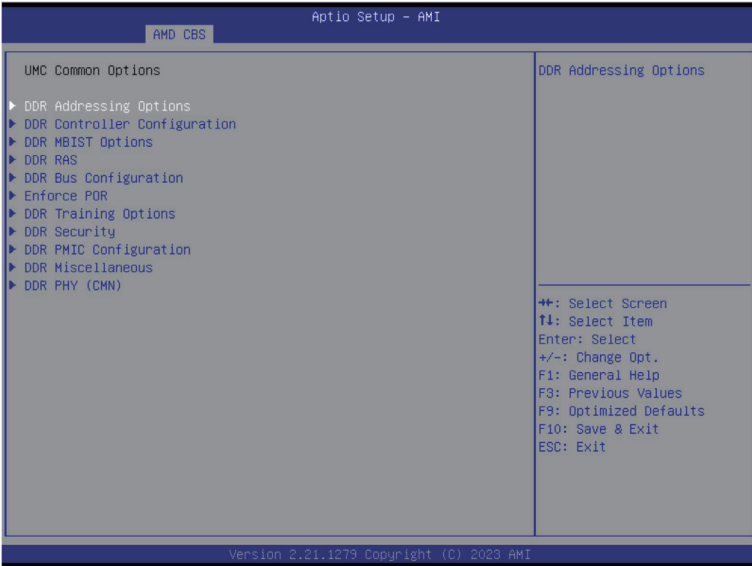 Aptio Setup – AMI
AMD CBS
UMC Common Options
DDR Addressing Options
DDR Controller Configuration
DDR MBIST Options
DDR RAS
DDR Bus Configuration
Enforce POR
DDR Training Options
DDR Security
DDR PMIC Configuration
DDR Miscellaneous
DDR PHY (CMN)
DDR Addressing Options
→←: Select Screen
↑↓: Select Item
Enter: Select
+/-: Change Opt.
F1: General Help
F3: Previous Values
F9: Optimized Defaults
F10: Save & Exit
ESC: Exit
Version 2.21.1279 Copyright (C) 2023 AMI